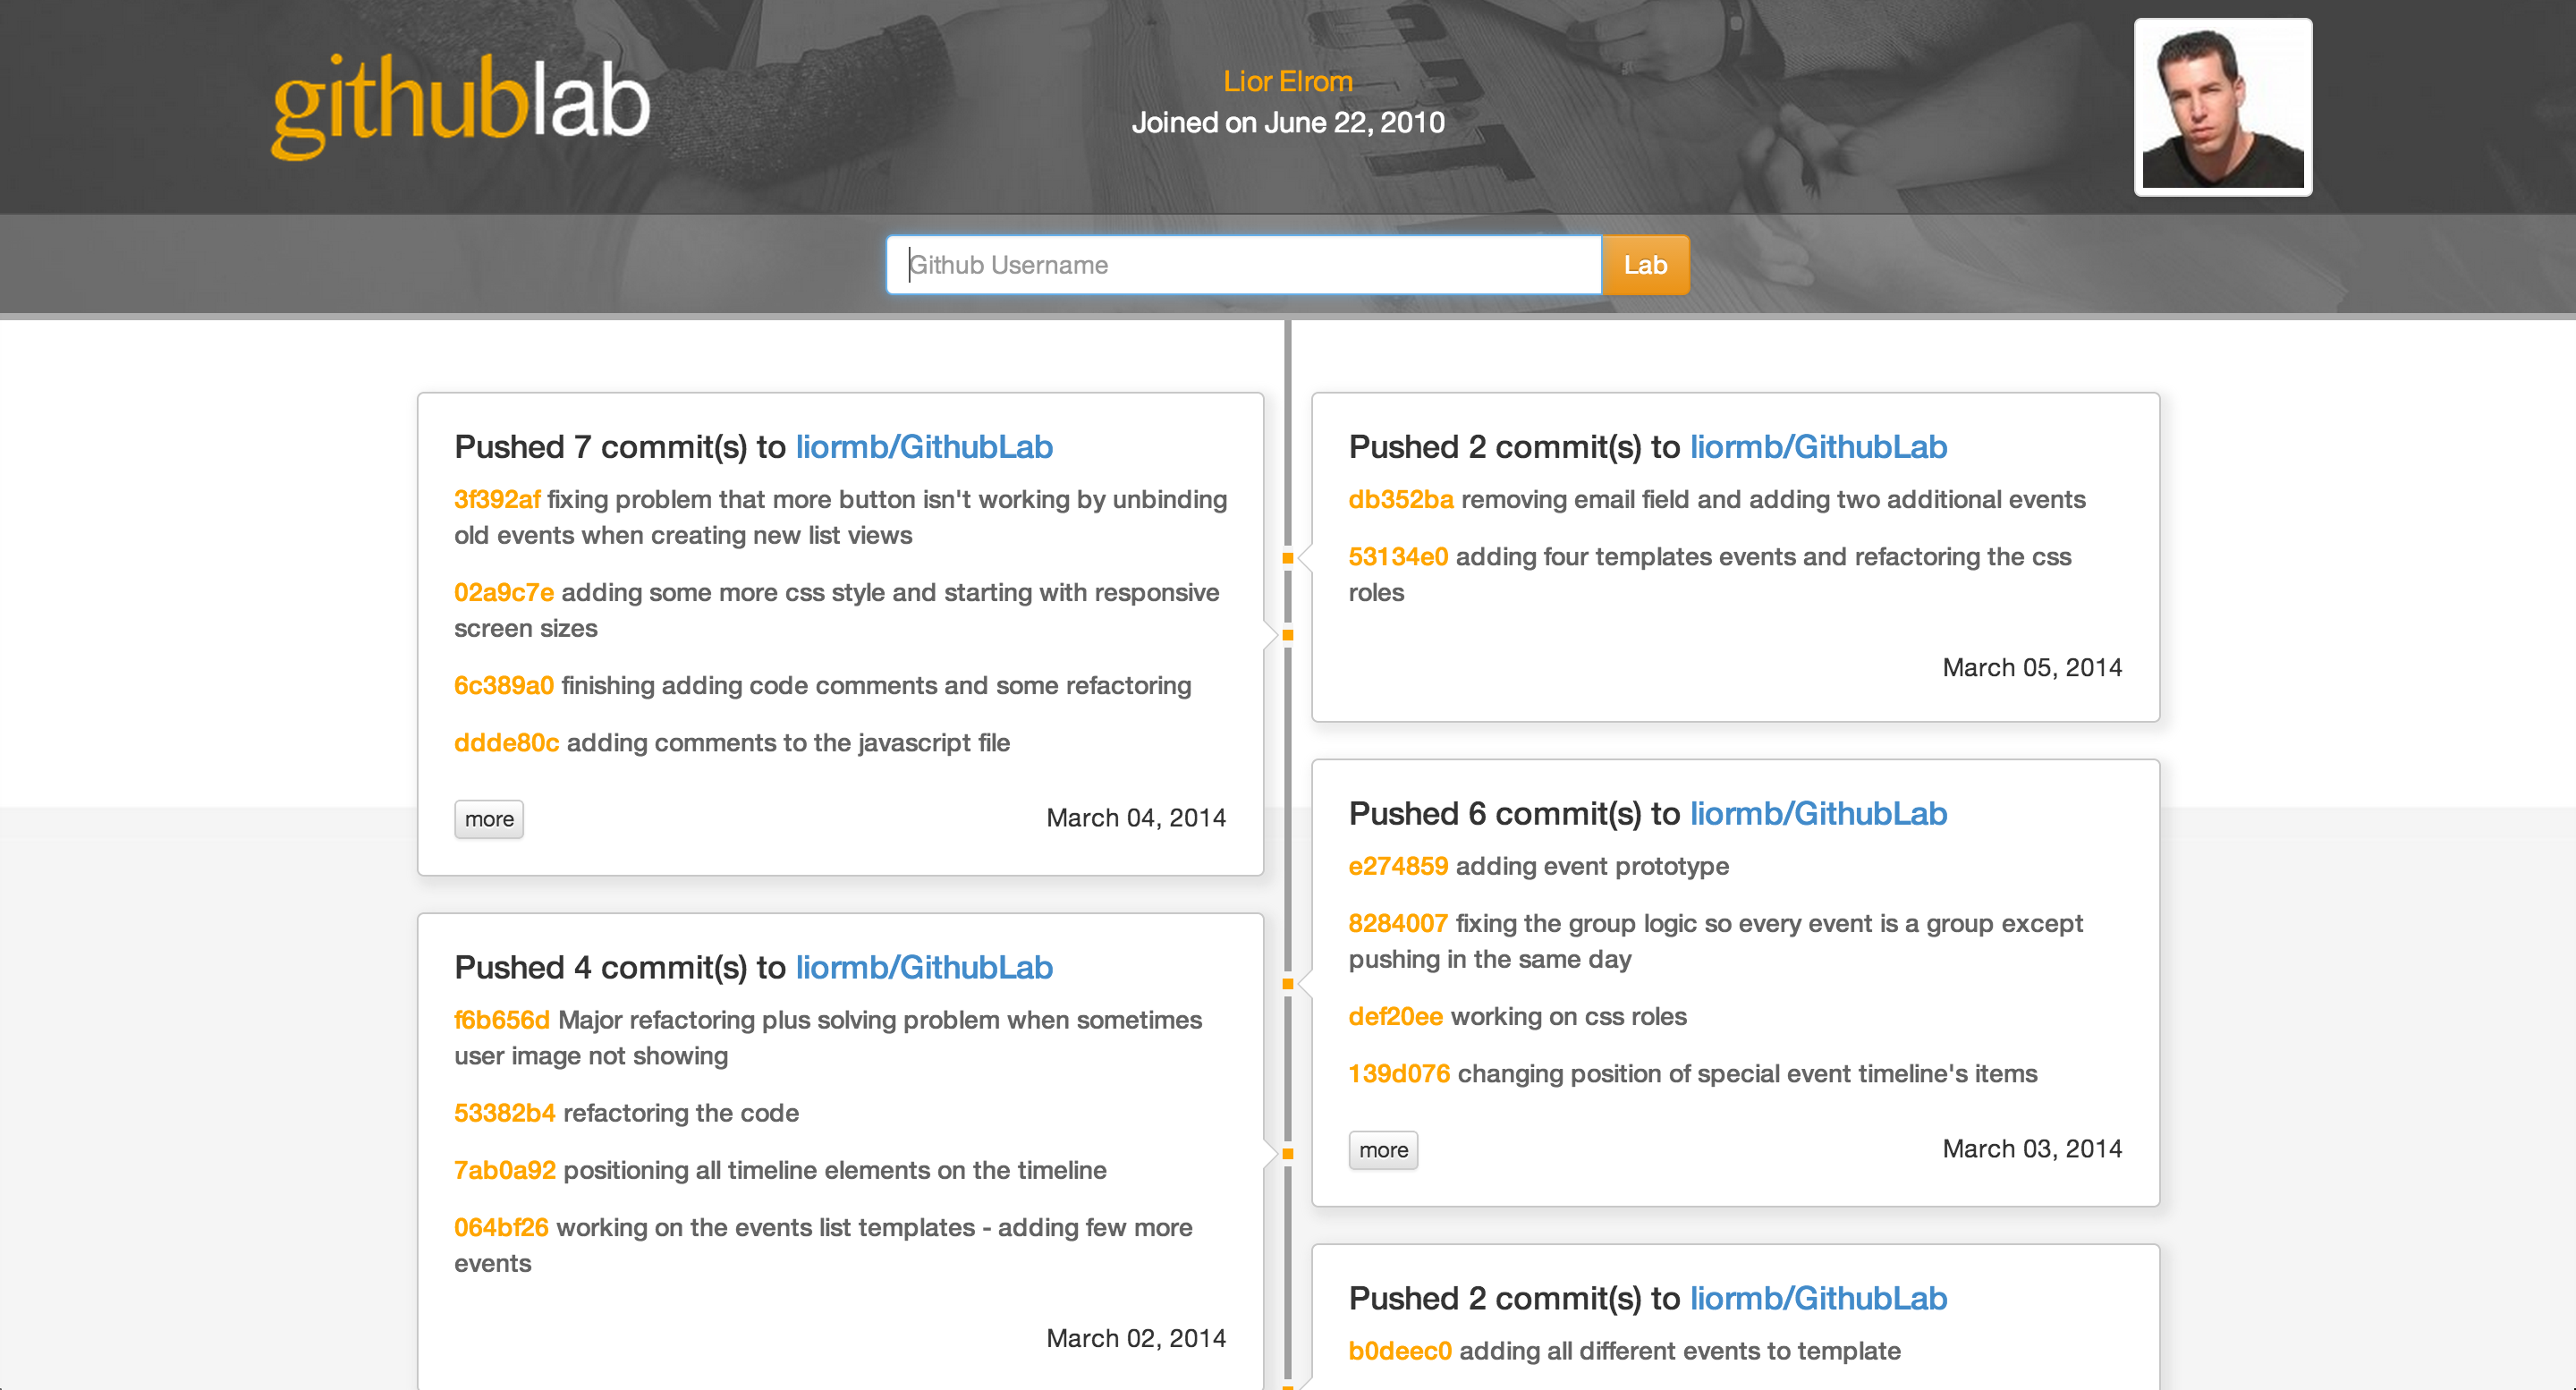 githublab
Lior Elrom
Joined on June 22, 2010
Github Username
Lab
Pushed 7 commit(s) to liormb/GithubLab
3f392af fixing problem that more button isn't working by unbinding
old events when creating new list views
02a9c7e adding some more css style and starting with responsive
screen sizes
6c389a0 finishing adding code comments and some refactoring
ddde80c adding comments to the javascript file
more
March 04, 2014
Pushed 2 commit(s) to liormb/GithubLab
db352ba removing email field and adding two additional events
53134e0 adding four templates events and refactoring the css
roles
March 05, 2014
Pushed 6 commit(s) to liormb/GithubLab
e274859 adding event prototype
8284007 fixing the group logic so every event is a group except
pushing in the same day
def20ee working on css roles
139d076 changing position of special event timeline's items
more
March 03, 2014
Pushed 4 commit(s) to liormb/GithubLab
f6b656d Major refactoring plus solving problem when sometimes
user image not showing
53382b4 refactoring the code
7ab0a92 positioning all timeline elements on the timeline
064bf26 working on the events list templates - adding few more
events
March 02, 2014
Pushed 2 commit(s) to liormb/GithubLab
b0deec0 adding all different events to template